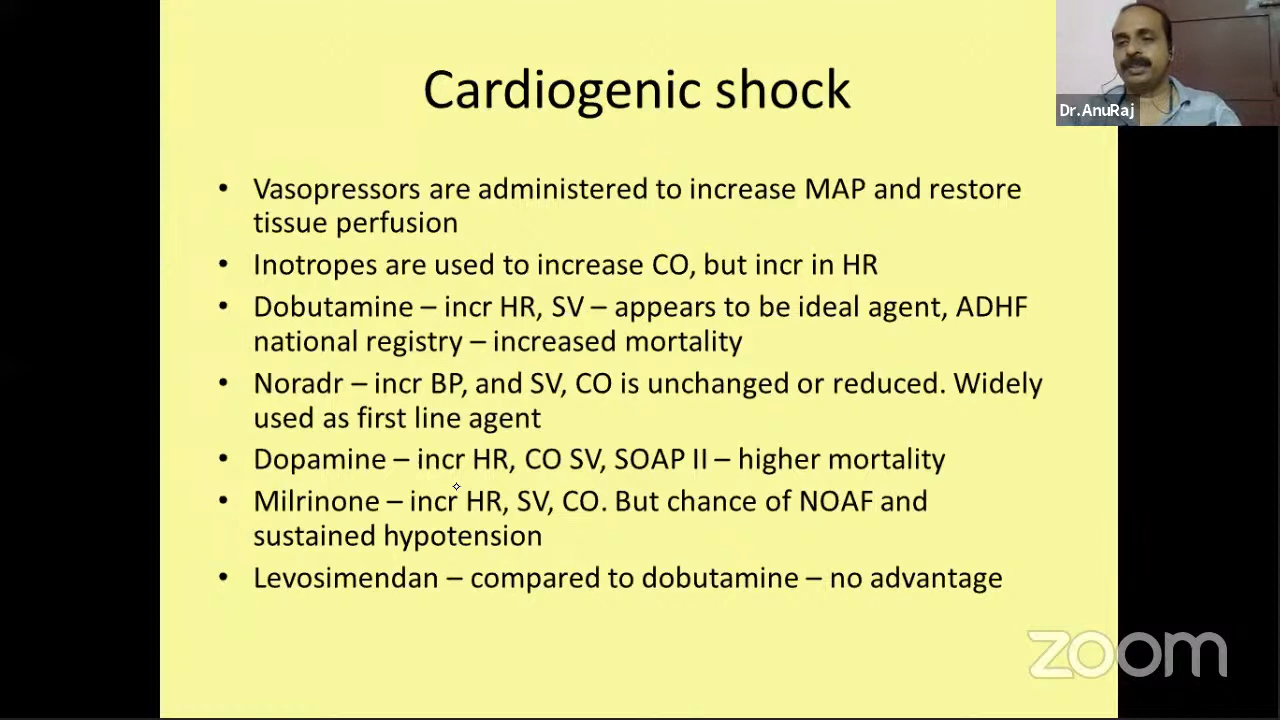 Cardiogenic shock
Dr.AnuRaj
• Vasopressors are administered to increase MAP and restore
tissue perfusion
• Inotropes are used to increase CO, but incr in HR
• Dobutamine – incr HR, SV – appears to be ideal agent, ADHF
national registry – increased mortality
• Noradr – incr BP, and SV, CO is unchanged or reduced. Widely
used as first line agent
• Dopamine – incr HR, CO SV, SOAP II – higher mortality
• Milrinone – incr HR, SV, CO. But chance of NOAF and
sustained hypotension
• Levosimendan – compared to dobutamine – no advantage
zoom